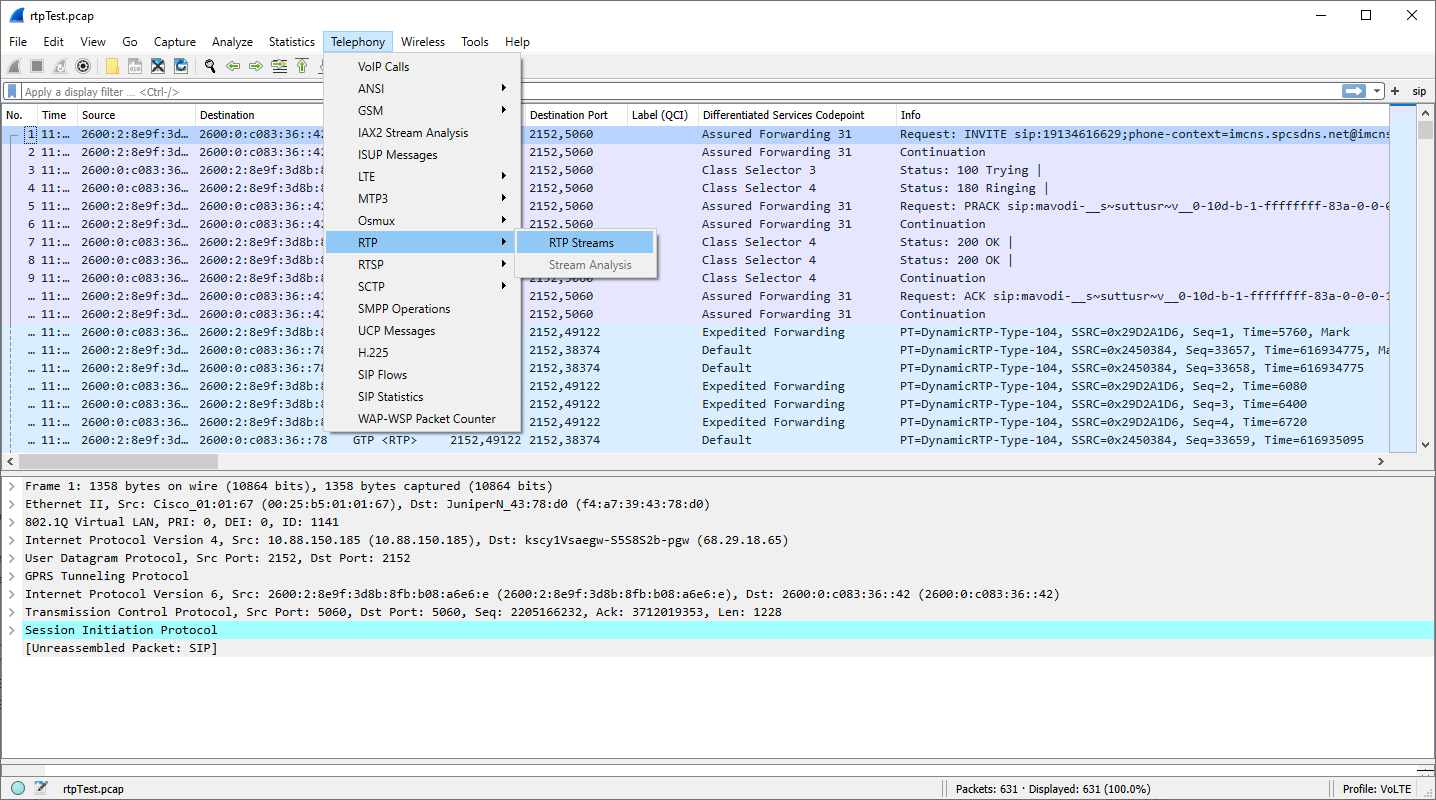 rtpTest.pcap
File Edit View Go Capture Analyze Statistics Telephony Wireless Tools Help
Apply a display filter ... <Ctrl-/> sip
No. Time Source Destination Destination Port Label (QCI) Differentiated Services Codepoint Info
1 11:... 2600:2:8e9f:3d... 2600:0:c083:36::42 2152,5060 Assured Forwarding 31 Request: INVITE sip:19134616629;phone-context=imcns.spcsdns.net@imcns
2 11:... 2600:2:8e9f:3d... 2600:0:c083:36::42 2152,5060 Assured Forwarding 31 Continuation
3 11:... 2600:0:c083:36... 2600:2:8e9f:3d8b:8 2152,5060 Class Selector 3 Status: 100 Trying |
4 11:... 2600:0:c083:36... 2600:2:8e9f:3d8b:8 2152,5060 Class Selector 4 Status: 180 Ringing |
5 11:... 2600:2:8e9f:3d... 2600:0:c083:36::42 2152,5060 Assured Forwarding 31 Request: PRACK sip:mavodi-__s~suttusr~v__0-10d-b-1-ffffffff-83a-0-0-0
6 11:... 2600:2:8e9f:3d... 2600:0:c083:36::42 2152,5060 Assured Forwarding 31 Continuation
7 11:... 2600:0:c083:36... 2600:2:8e9f:3d8b:8 2152,5060 Class Selector 4 Status: 200 OK |
8 11:... 2600:0:c083:36... 2600:2:8e9f:3d8b:8 Class Selector 4 Status: 200 OK |
9 11:... 2600:0:c083:36... 2600:2:8e9f:3d8b:8 Class Selector 4 Continuation
... 11:... 2600:2:8e9f:3d... 2600:0:c083:36::42 2152,5060 Assured Forwarding 31 Request: ACK sip:mavodi-__s~suttusr~v__0-10d-b-1-ffffffff-83a-0-0-0-1
... 11:... 2600:2:8e9f:3d... 2600:0:c083:36::42 2152,5060 Assured Forwarding 31 Continuation
... 11:... 2600:0:c083:36... 2600:2:8e9f:3d8b:8 2152,49122 Expedited Forwarding PT=DynamicRTP-Type-104, SSRC=0x29D2A1D6, Seq=1, Time=5760, Mark
... 11:... 2600:2:8e9f:3d... 2600:0:c083:36::78 2152,38374 Default PT=DynamicRTP-Type-104, SSRC=0x2450384, Seq=33657, Time=616934775, Ma
... 11:... 2600:2:8e9f:3d... 2600:0:c083:36::78 2152,38374 Default PT=DynamicRTP-Type-104, SSRC=0x2450384, Seq=33658, Time=616934775
... 11:... 2600:0:c083:36... 2600:2:8e9f:3d8b:8 2152,49122 Expedited Forwarding PT=DynamicRTP-Type-104, SSRC=0x29D2A1D6, Seq=2, Time=6080
... 11:... 2600:0:c083:36... 2600:2:8e9f:3d8b:8 2152,49122 Expedited Forwarding PT=DynamicRTP-Type-104, SSRC=0x29D2A1D6, Seq=3, Time=6400
... 11:... 2600:0:c083:36... 2600:2:8e9f:3d8b:8 2152,49122 Expedited Forwarding PT=DynamicRTP-Type-104, SSRC=0x29D2A1D6, Seq=4, Time=6720
... 11:... 2600:2:8e9f:3d... 2600:0:c083:36::78 GTP <RTP> 2152,49122 2152,38374 Default PT=DynamicRTP-Type-104, SSRC=0x2450384, Seq=33659, Time=616935095
VoIP Calls
ANSI
GSM
IAX2 Stream Analysis
ISUP Messages
LTE
MTP3
Osmux
RTP
RTP Streams
Stream Analysis
RTSP
SCTP
SMPP Operations
UCP Messages
H.225
SIP Flows
SIP Statistics
WAP-WSP Packet Counter
Frame 1: 1358 bytes on wire (10864 bits), 1358 bytes captured (10864 bits)
Ethernet II, Src: Cisco_01:01:67 (00:25:b5:01:01:67), Dst: JuniperN_43:78:d0 (f4:a7:39:43:78:d0)
802.1Q Virtual LAN, PRI: 0, DEI: 0, ID: 1141
Internet Protocol Version 4, Src: 10.88.150.185 (10.88.150.185), Dst: kscy1Vsaegw-S5S8S2b-pgw (68.29.18.65)
User Datagram Protocol, Src Port: 2152, Dst Port: 2152
GPRS Tunneling Protocol
Internet Protocol Version 6, Src: 2600:2:8e9f:3d8b:8fb:b08:a6e6:e (2600:2:8e9f:3d8b:8fb:b08:a6e6:e), Dst: 2600:0:c083:36::42 (2600:0:c083:36::42)
Transmission Control Protocol, Src Port: 5060, Dst Port: 5060, Seq: 2205166232, Ack: 3712019353, Len: 1228
Session Initiation Protocol
[Unreassembled Packet: SIP]
rtpTest.pcap Packets: 631 · Displayed: 631 (100.0%) Profile: VoLTE